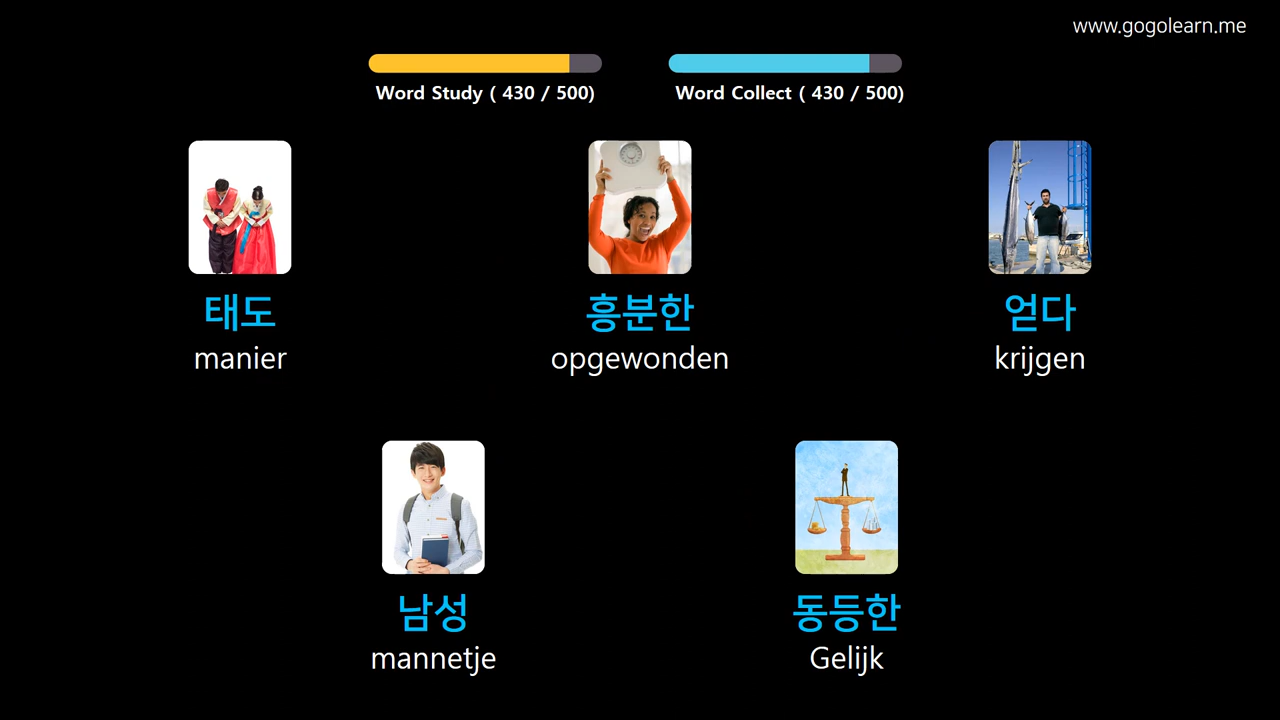 www.gogolearn.me
Word Study ( 430 / 500)
Word Collect ( 430 / 500)
태도
manier
흥분한
opgewonden
얻다
krijgen
남성
mannetje
동등한
Gelijk